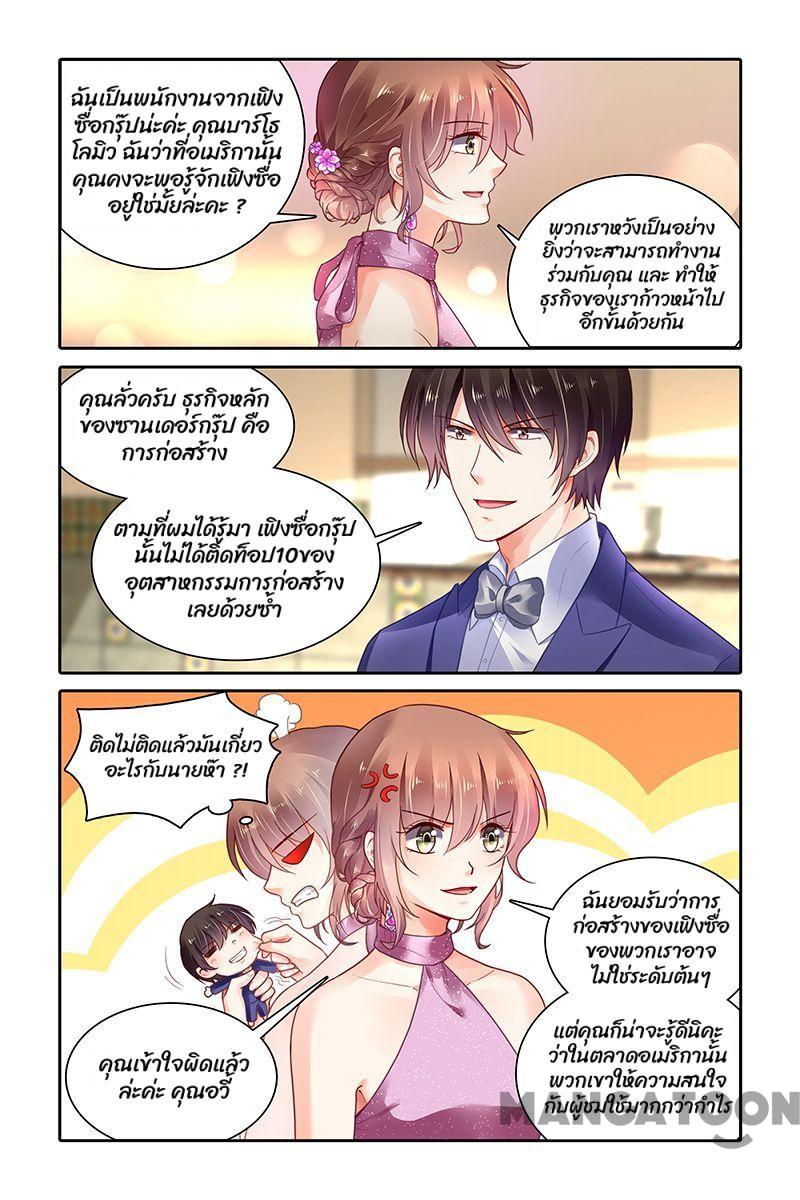 ฉันเป็นพนักงานจากเฟิง
ซื่อกรุ๊ปน่ะค่ะ คุณบาร์โธ
โลมิว ฉันว่าที่อเมริกานั้น
คุณคงจะพอรู้จักเฟิงซื่อ
อยู่ใช่มั้ยล่ะคะ ?
พวกเราหวังเป็นอย่าง
ยิ่งว่าจะสามารถทำงาน
ร่วมกับคุณ และ ทำให้
ธุรกิจของเราก้าวหน้าไป
อีกขั้นด้วยกัน
คุณลั่วครับ ธุรกิจหลัก
ของซานเดอร์กรุ๊ป คือ
การก่อสร้าง
ตามที่ผมได้รู้มา เฟิงซื่อกรุ๊ป
นั้นไม่ได้ติดท็อป10ของ
อุตสาหกรรมการก่อสร้าง
เลยด้วยซ้ำ
ติดไม่ติดแล้วมันเกี่ยว
อะไรกับนายห๊า ?!
ฉันยอมรับว่าการ
ก่อสร้างของเฟิงซื่อ
ของพวกเราอาจ
ไม่ใช่ระดับต้นๆ
คุณเข้าใจผิดแล้ว
ล่ะค่ะ คุณอวี้
แต่คุณก็น่าจะรู้ดีนิคะ
ว่าในตลาดอเมริกานั้น
พวกเขาให้ความสนใจ
กับผู้ชมใช้มากกว่ากำไร
MANGATOON